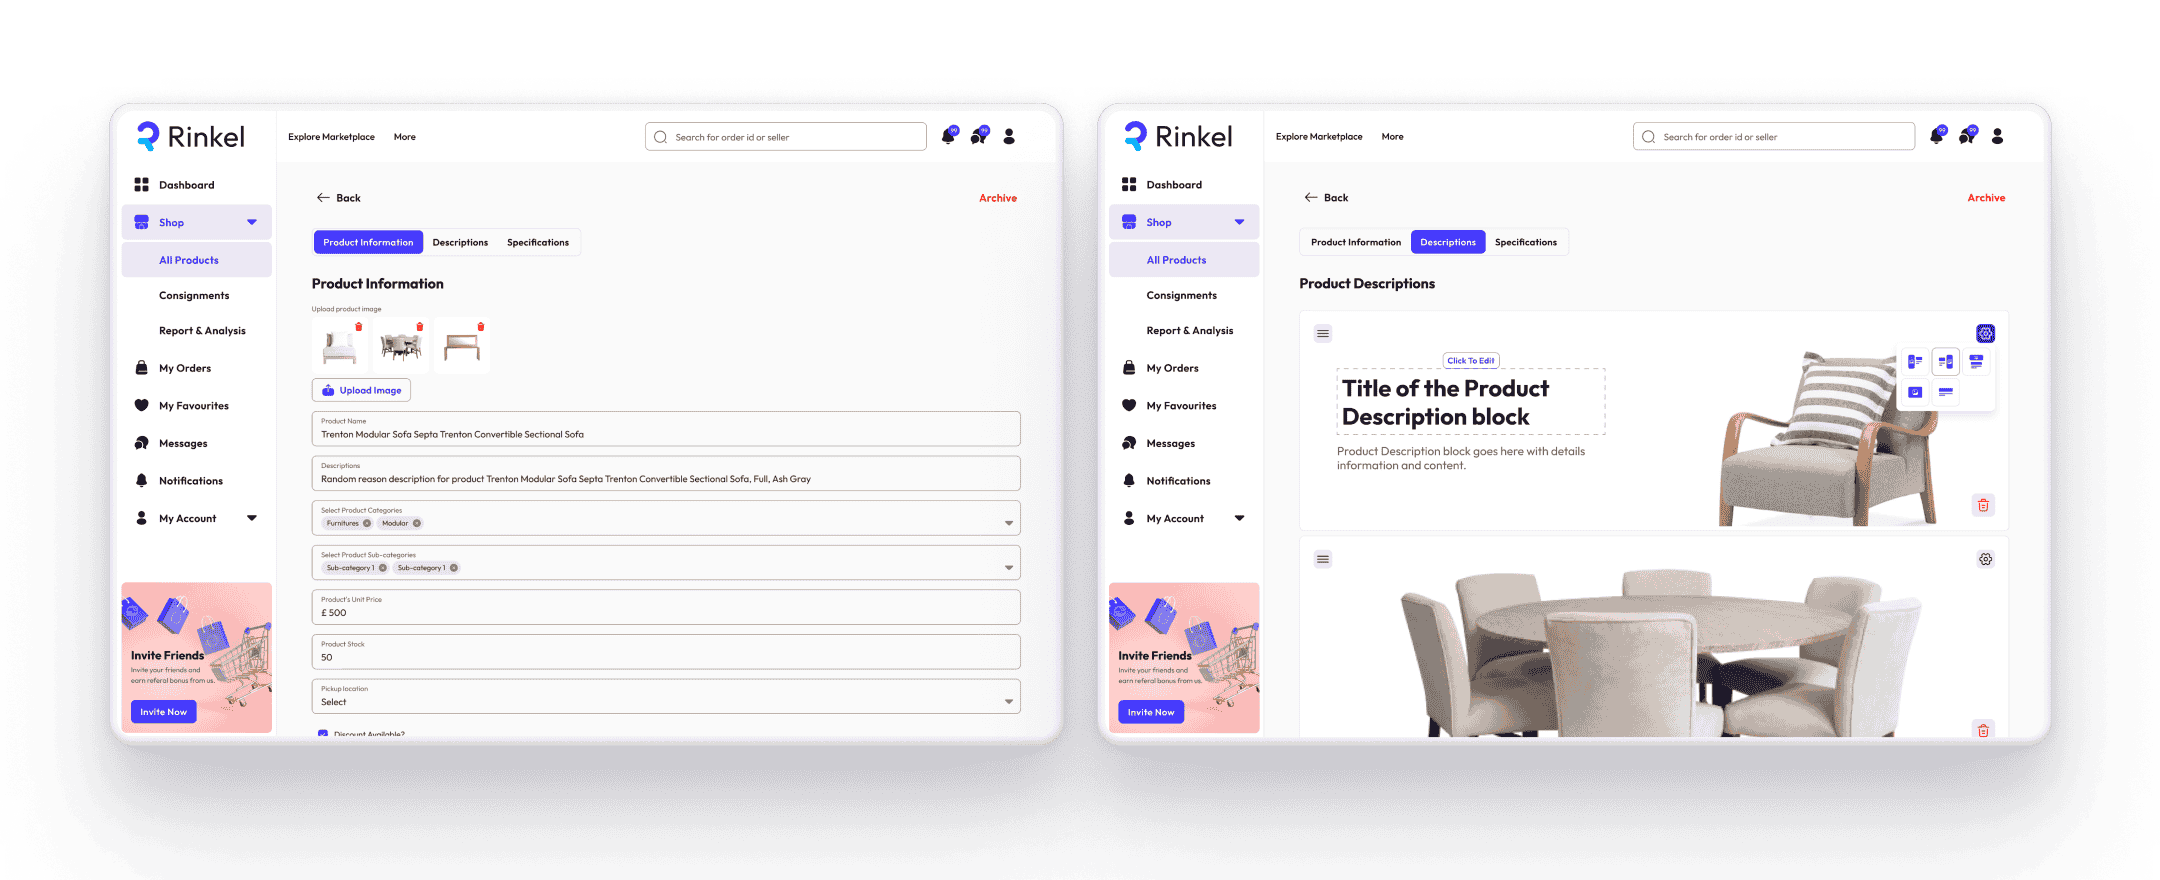 Rinkel
Explore Marketplace
More
Search for order id or seller
99
99
Dashboard
Shop
All Products
Consignments
Report & Analysis
My Orders
My Favourites
Messages
Notifications
My Account
Invite Friends
Invite your friends and
earn referal bonus from us.
Invite Now
Back
Archive
Product Information
Descriptions
Specifications
Product Information
Upload product image
Upload Image
Product Name
Trenton Modular Sofa Septa Trenton Convertible Sectional Sofa
Descriptions
Random reason description for product Trenton Modular Sofa Septa Trenton Convertible Sectional Sofa, Full, Ash Gray
Select Product Categories
Furnitures
Modular
Select Product Sub-categories
Sub-category 1
Sub-category 1
Product's Unit Price
£ 500
Product Stock
50
Pickup location
Select
Discount Available?
Rinkel
Explore Marketplace
More
Search for order id or seller
99
99
Dashboard
Shop
All Products
Consignments
Report & Analysis
My Orders
My Favourites
Messages
Notifications
My Account
Invite Friends
Invite your friends and
earn referal bonus from us.
Invite Now
Back
Archive
Product Information
Descriptions
Specifications
Product Descriptions
Click To Edit
Title of the Product
Description block
Product Description block goes here with details
information and content.